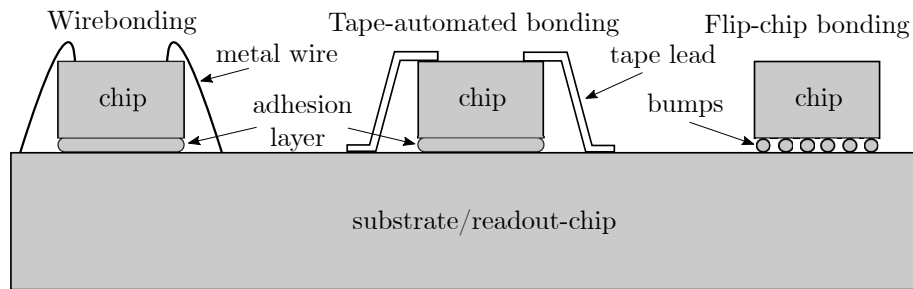 Wirebonding
Tape-automated bonding
Flip-chip bonding
metal wire
tape lead
chip
adhesion
layer
chip
bumps
chip
substrate/readout-chip